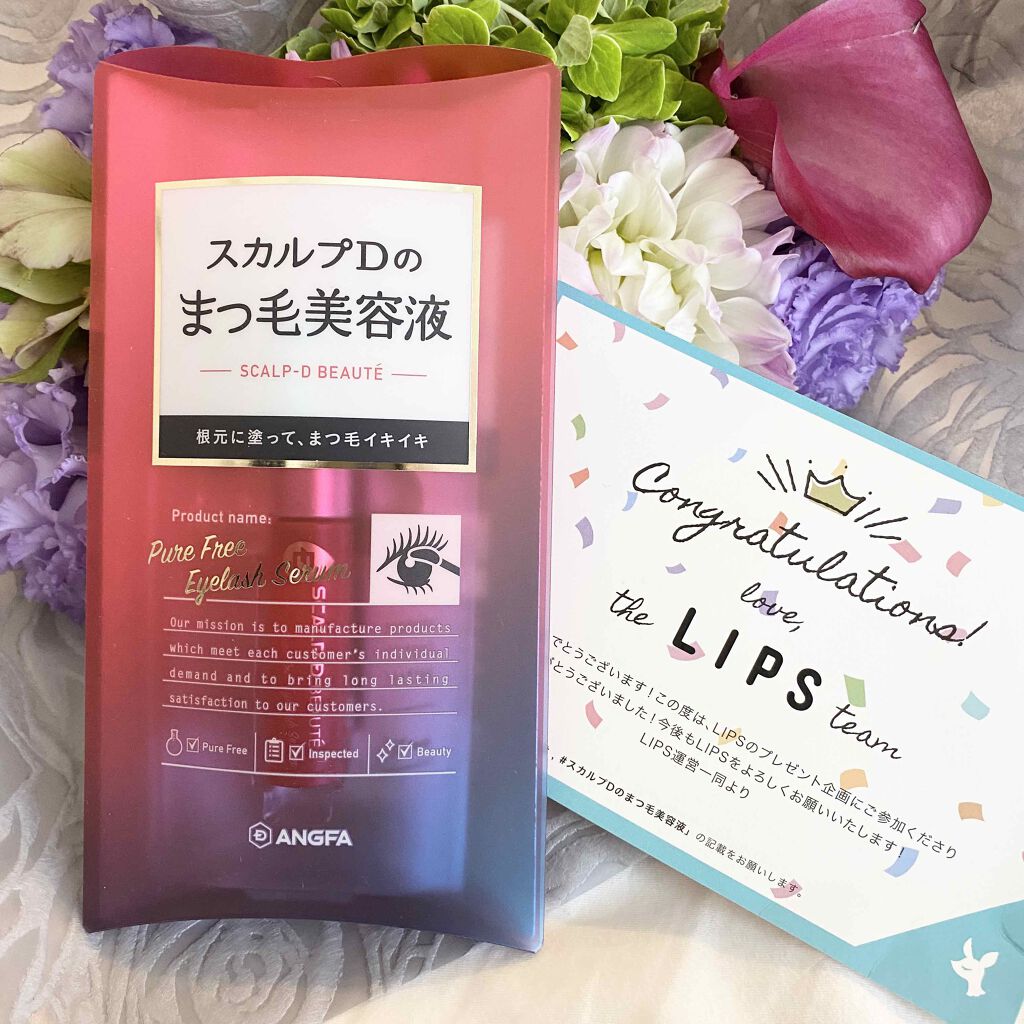 スカルプDの
まつ毛美容液
SCALP-D BEAUTÉ
根元に塗って、まつ毛イキイキ
Product name:
Pure Free
Eyelash Serum
Our mission is to manufacture products
which meet each customer's individual
demand and to bring long lasting
satisfaction to our customers.
Pure Free
Inspected
Beauty
ANGFA
Congratulations!
love,
the LIPS team
でとうございます!この度は、LIPSのプレゼント企画にご参加くださり
がとうございました!今後もLIPSをよろしくお願いいたします!
LIPS運営一同より
#スカルプDのまつ毛美容液」の記載をお願いします。